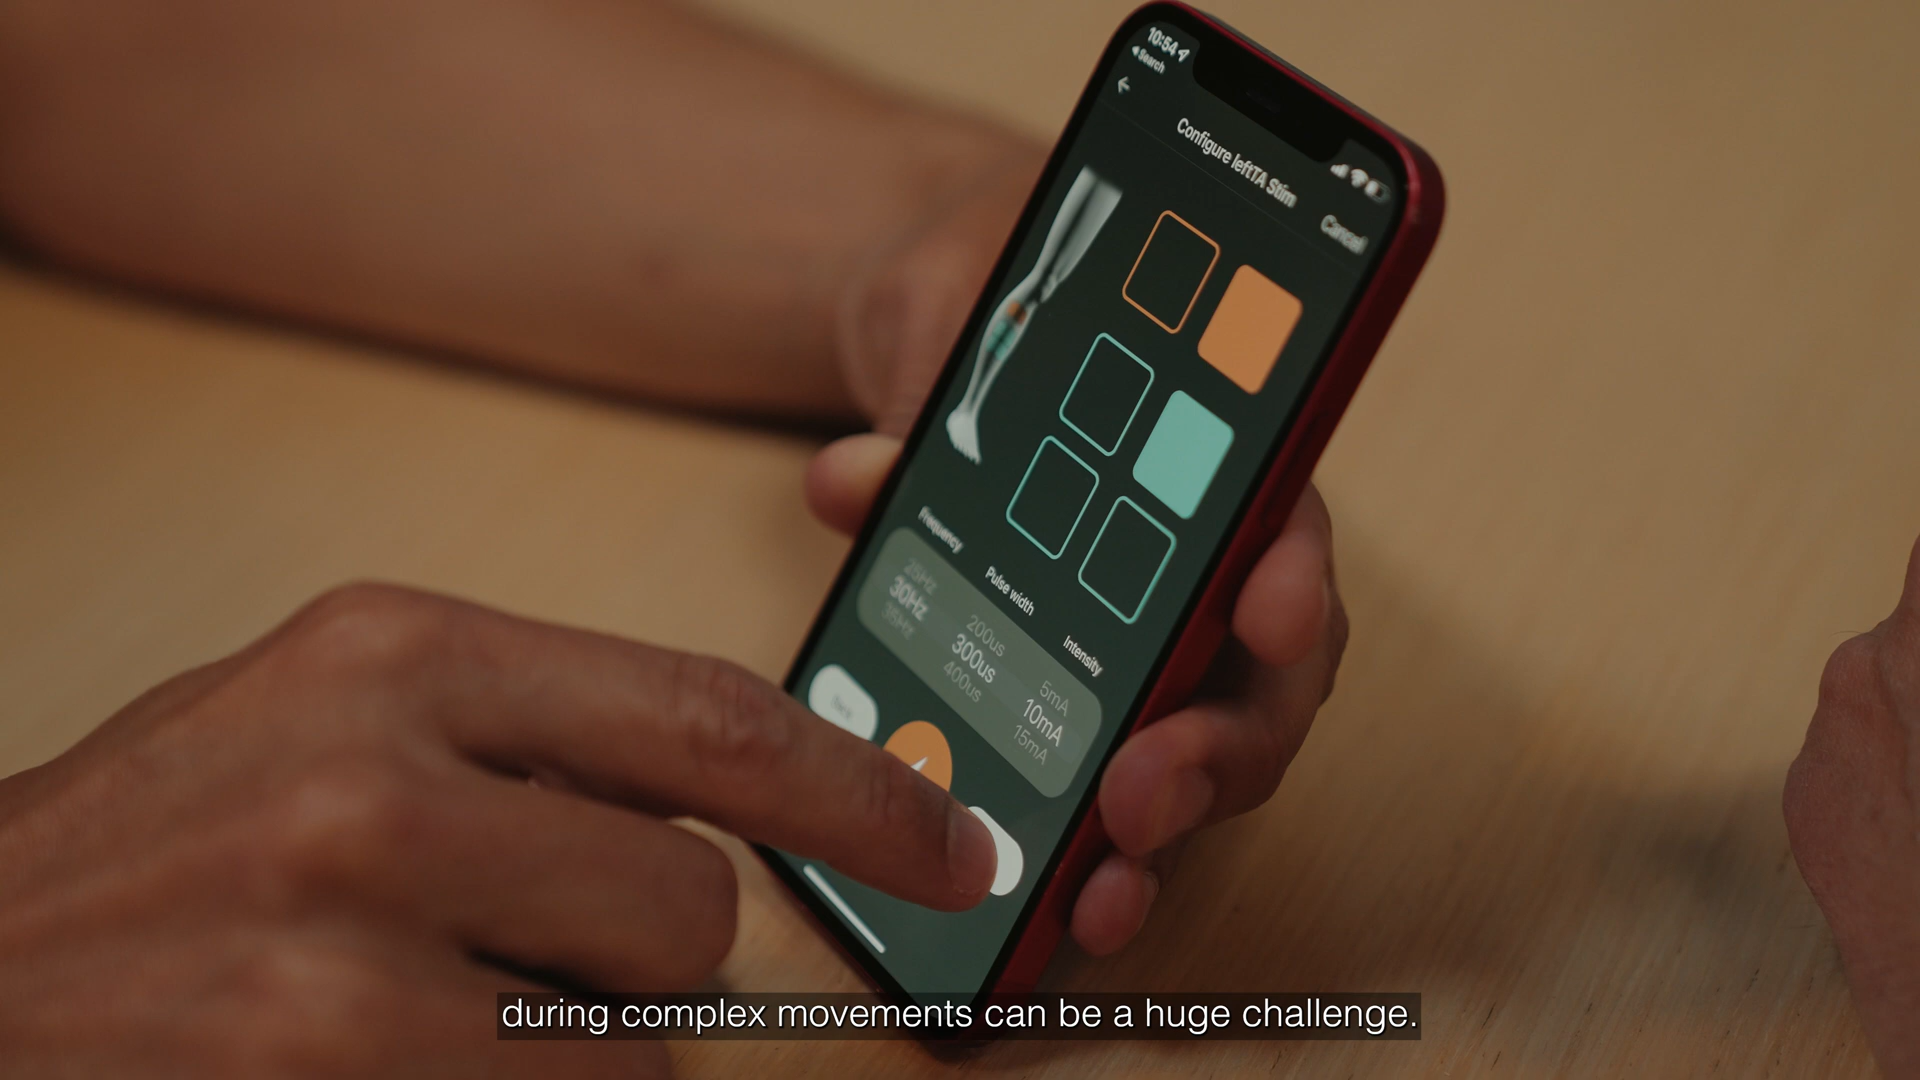 10:54
Search
Configure leftTA Stim
Cancel
Frequency
Pulse width
Intensity
25Hz
30Hz
35Hz
200us
300us
400us
5mA
10mA
15mA
during complex movements can be a huge challenge.